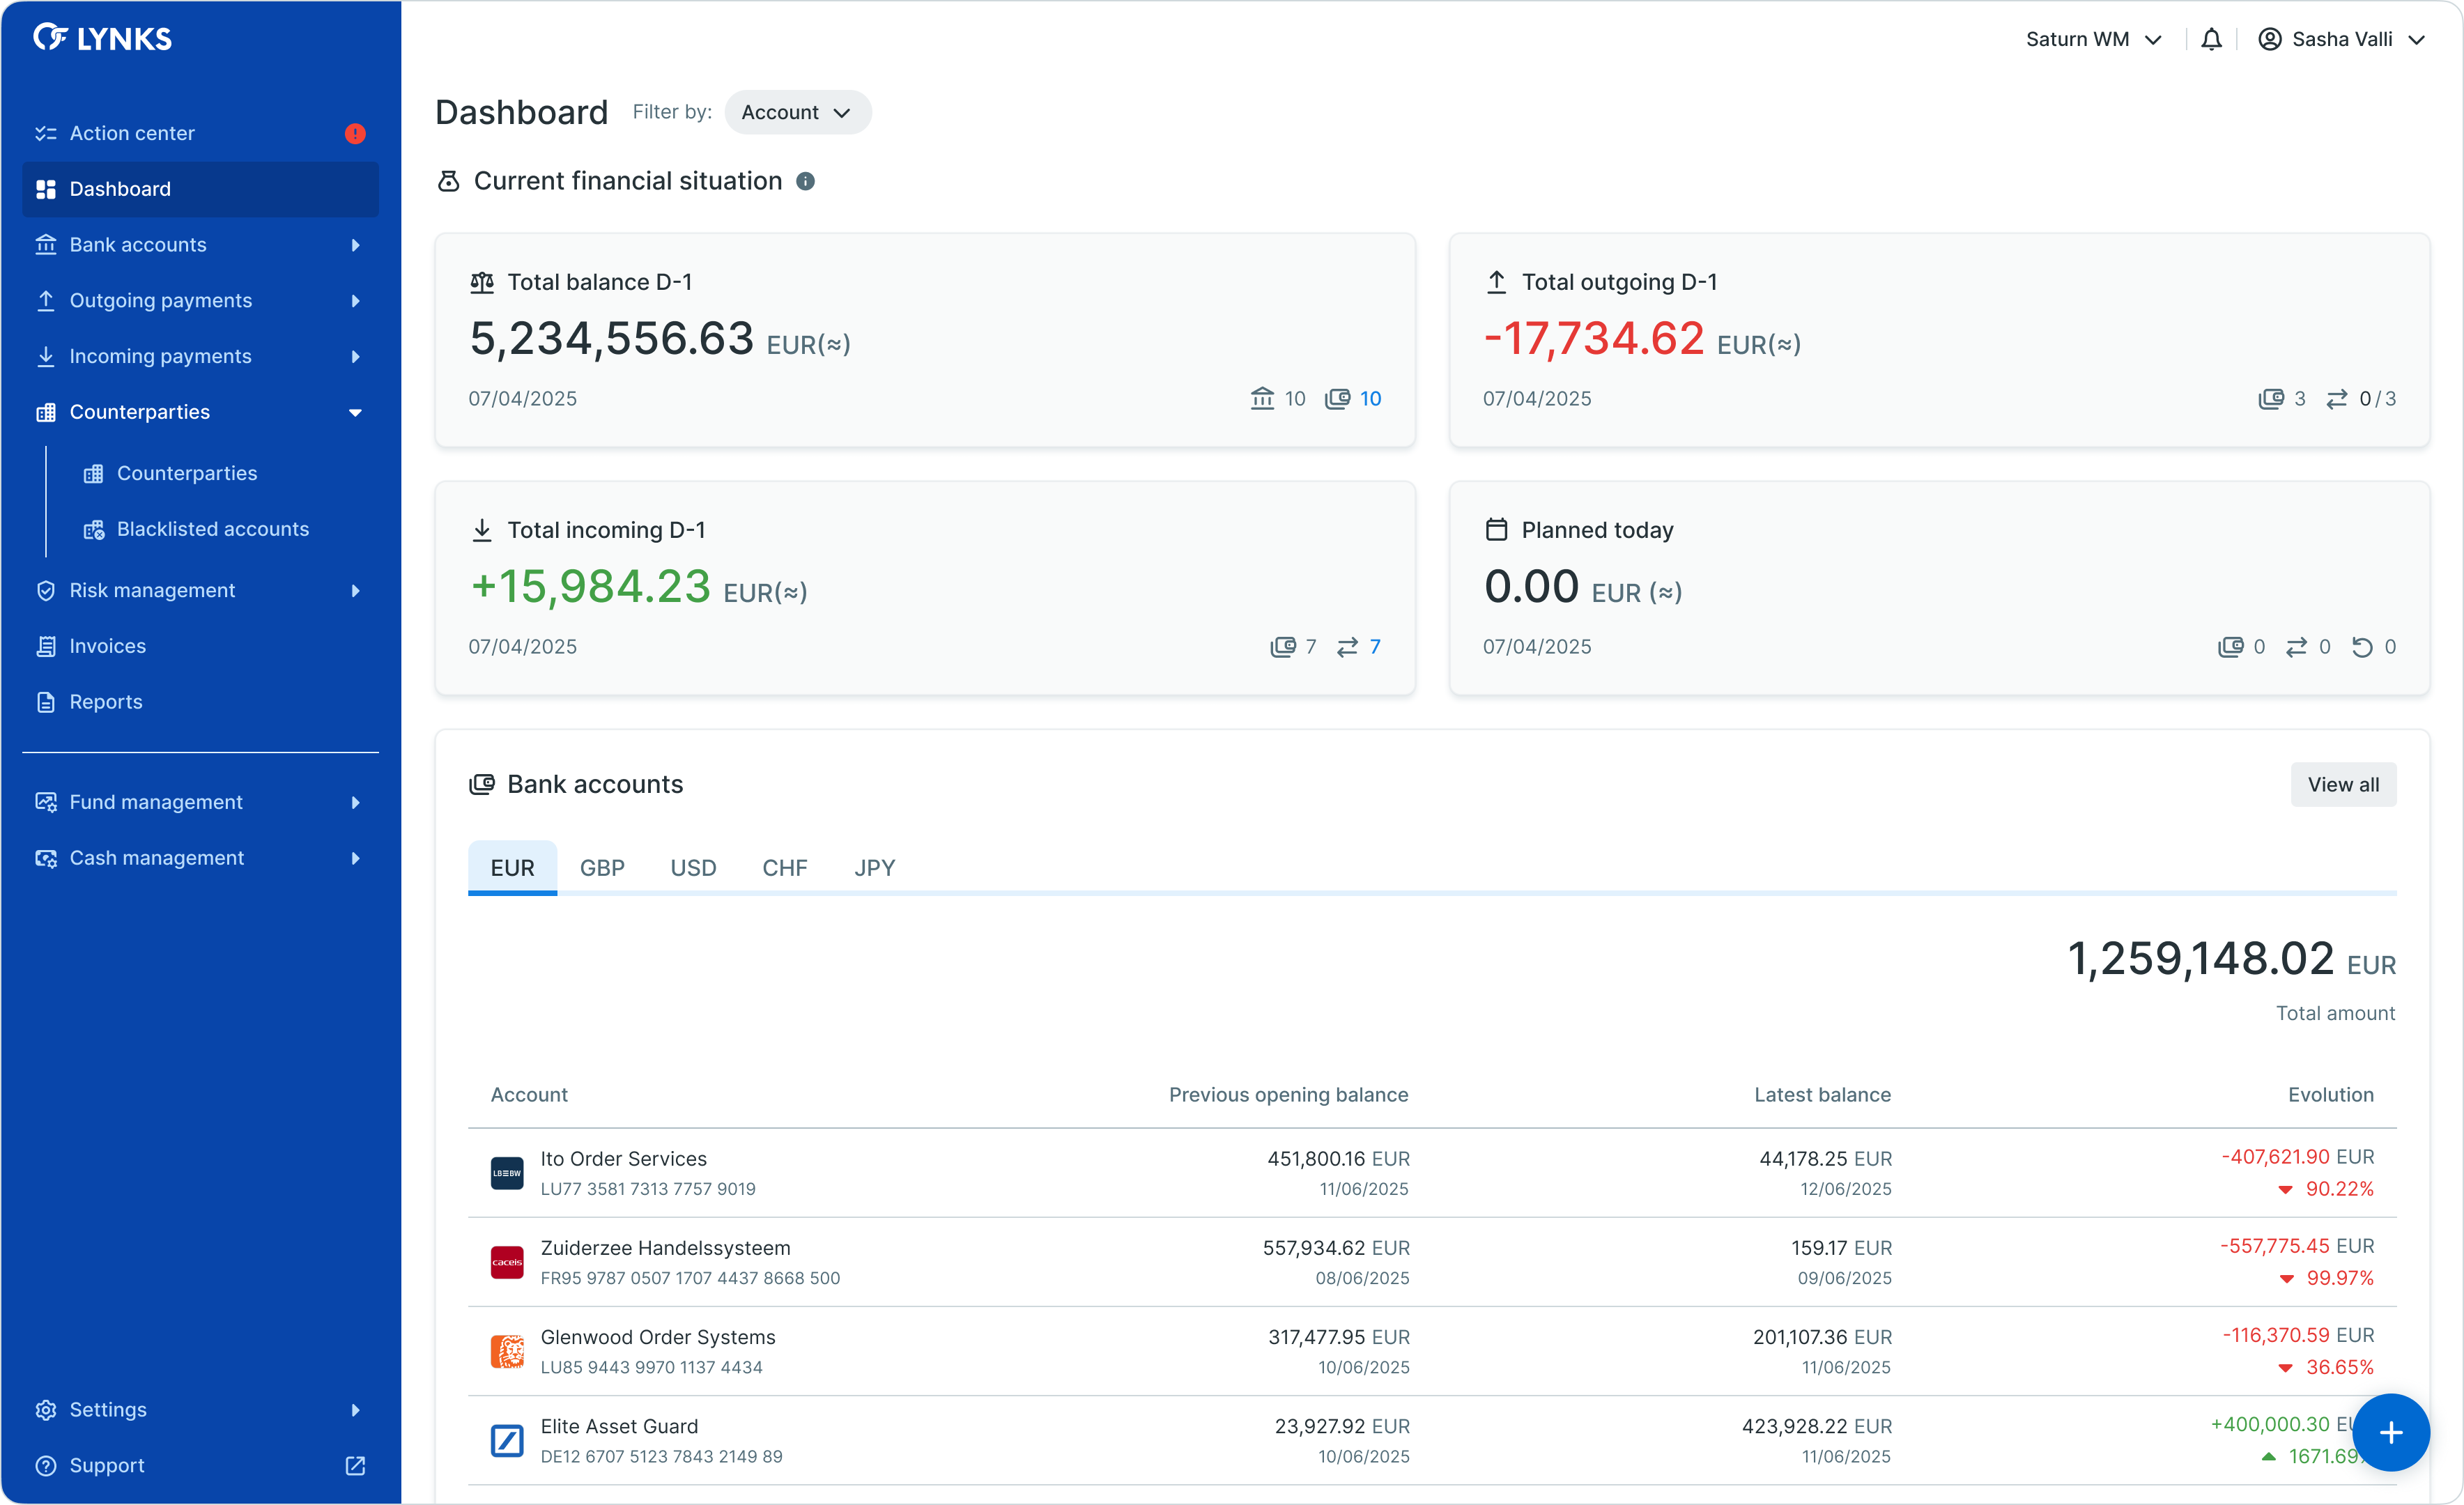 LYNKS
Saturn WM
Sasha Valli
Action center
Dashboard
Bank accounts
Outgoing payments
Incoming payments
Counterparties
Counterparties
Blacklisted accounts
Risk management
Invoices
Reports
Fund management
Cash management
Settings
Support
Dashboard
Filter by: Account
Current financial situation
Total balance D-1
5,234,556.63 EUR(≈)
07/04/2025 10 10
Total outgoing D-1
-17,734.62 EUR(≈)
07/04/2025 3 0/3
Total incoming D-1
+15,984.23 EUR(≈)
07/04/2025 7 7
Planned today
0.00 EUR (≈)
07/04/2025 0 0 0
Bank accounts
View all
EUR GBP USD CHF JPY
1,259,148.02 EUR
Total amount
Account Previous opening balance Latest balance Evolution
LB≡BW
Ito Order Services 451,800.16 EUR 44,178.25 EUR -407,621.90 EUR
LU77 3581 7313 7757 9019 11/06/2025 12/06/2025 90.22%
caceis
Zuiderzee Handelssysteem 557,934.62 EUR 159.17 EUR -557,775.45 EUR
FR95 9787 0507 1707 4437 8668 500 08/06/2025 09/06/2025 99.97%
Glenwood Order Systems 317,477.95 EUR 201,107.36 EUR -116,370.59 EUR
LU85 9443 9970 1137 4434 10/06/2025 11/06/2025 36.65%
Elite Asset Guard 23,927.92 EUR 423,928.22 EUR +400,000.30
DE12 6707 5123 7843 2149 89 10/06/2025 11/06/2025 1671.69